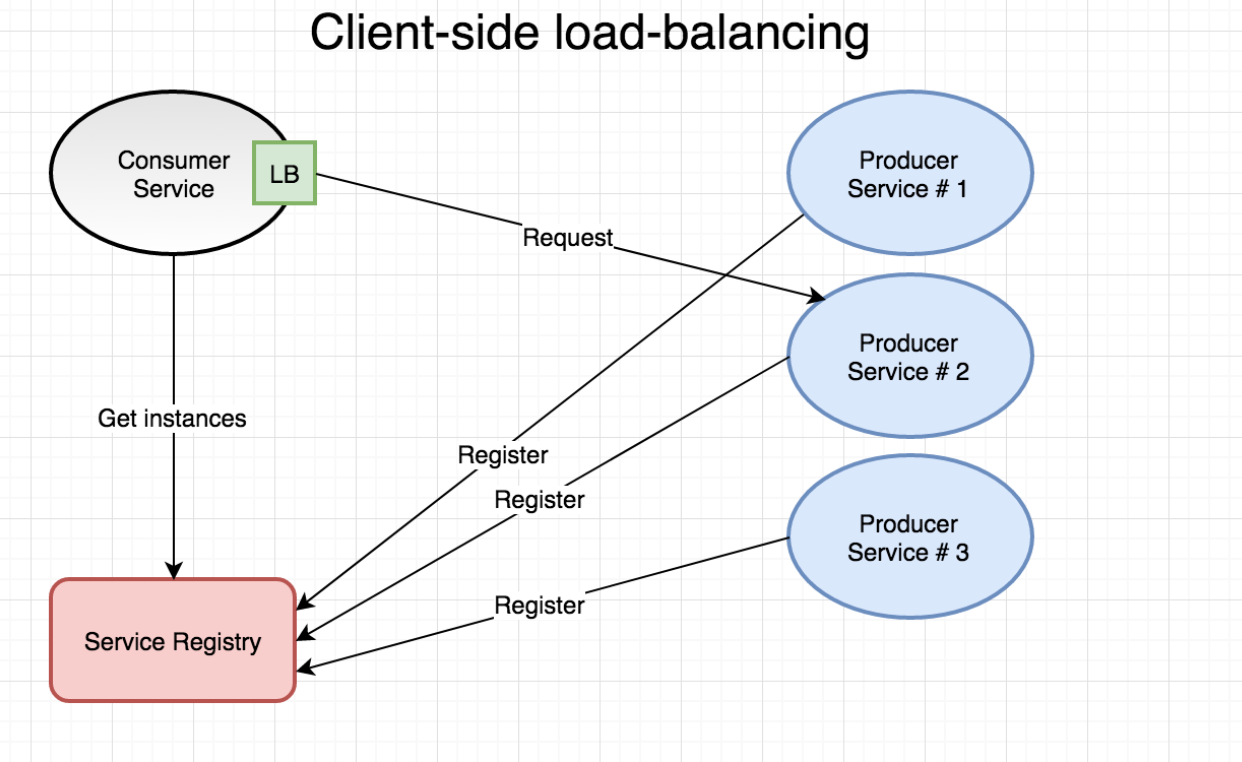 Client-side load-balancing
Consumer
Service
LB
Producer
Service # 1
Request
Producer
Service # 2
Get instances
Register
Register
Producer
Service # 3
Register
Service Registry